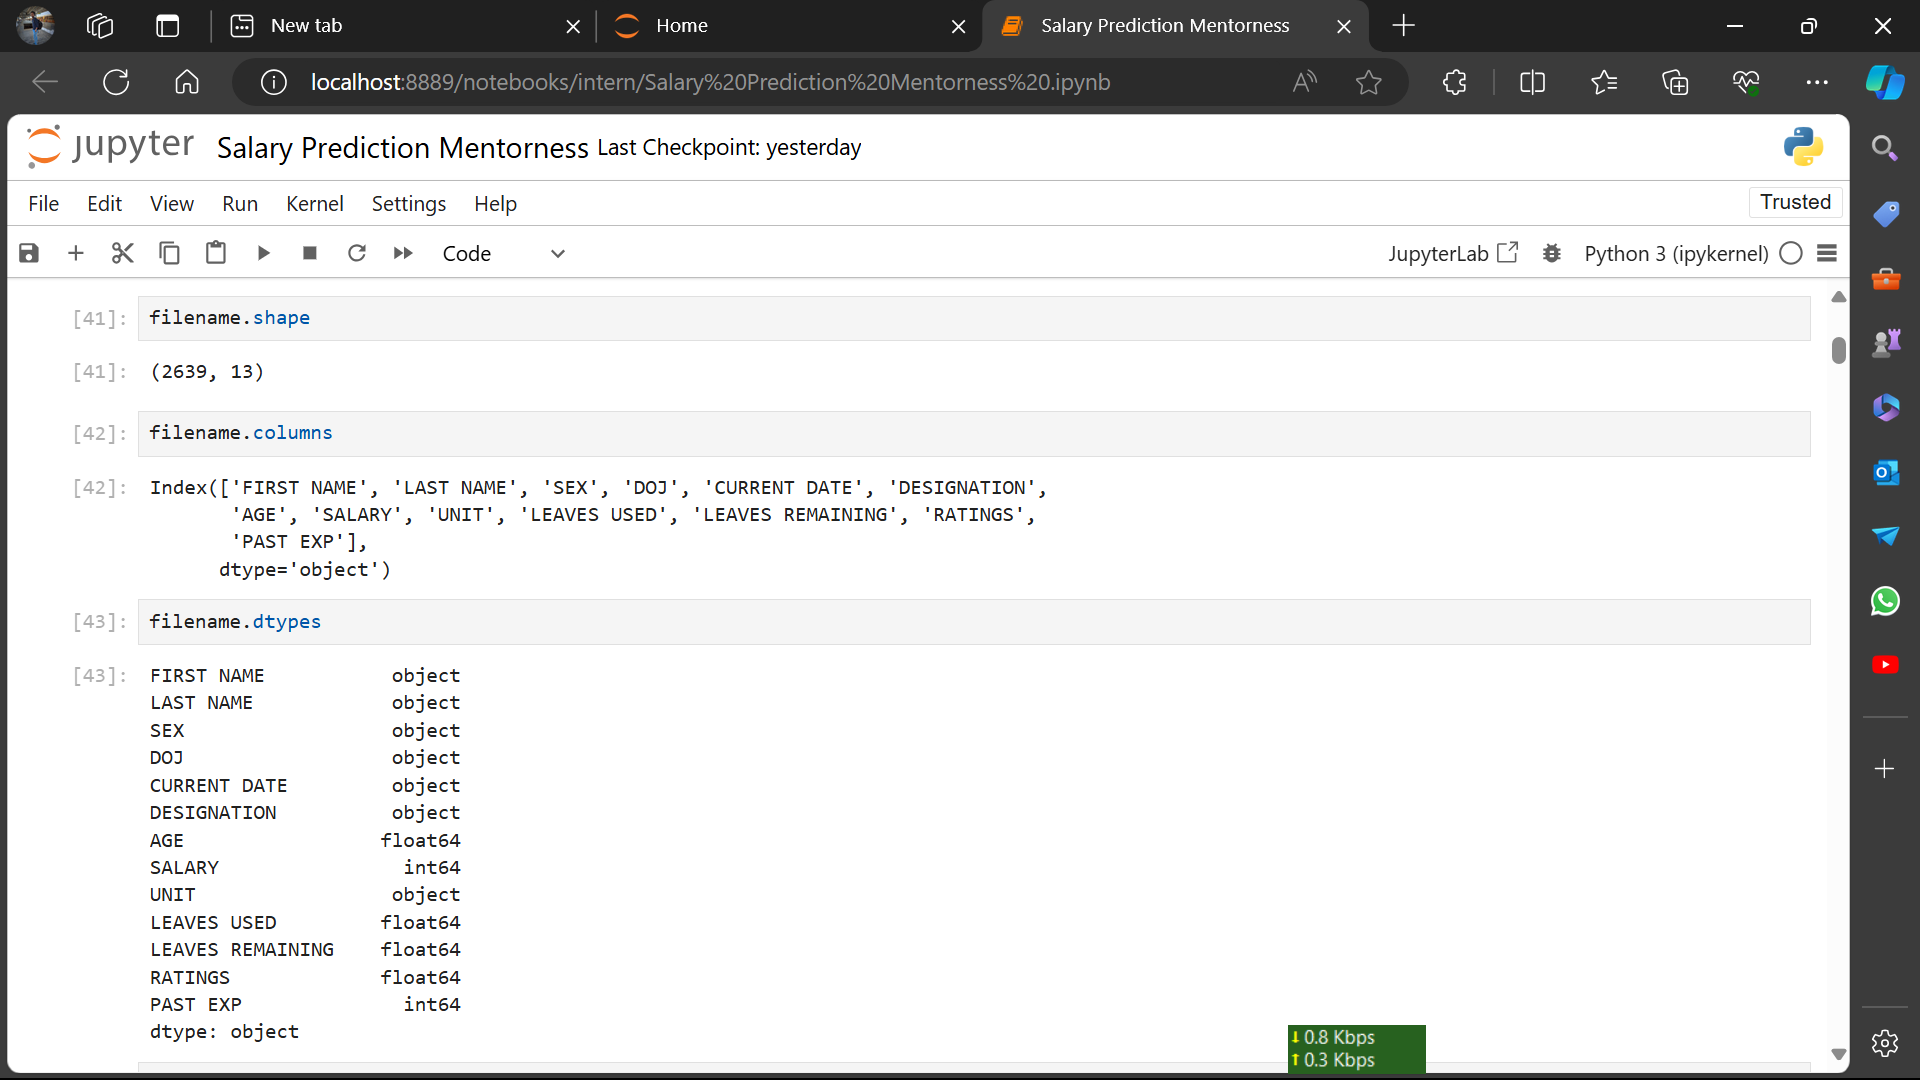 New tab
Home
Salary Prediction Mentorness
localhost:8889/notebooks/intern/Salary%20Prediction%20Mentorness%20.ipynb
jupyter Salary Prediction Mentorness Last Checkpoint: yesterday
File Edit View Run Kernel Settings Help
Trusted
Code
JupyterLab
Python 3 (ipykernel)
[41]: filename.shape
[41]: (2639, 13)
[42]: filename.columns
[42]: Index(['FIRST NAME', 'LAST NAME', 'SEX', 'DOJ', 'CURRENT DATE', 'DESIGNATION',
'AGE', 'SALARY', 'UNIT', 'LEAVES USED', 'LEAVES REMAINING', 'RATINGS',
'PAST EXP'],
dtype='object')
[43]: filename.dtypes
[43]: FIRST NAME object
LAST NAME object
SEX object
DOJ object
CURRENT DATE object
DESIGNATION object
AGE float64
SALARY int64
UNIT object
LEAVES USED float64
LEAVES REMAINING float64
RATINGS float64
PAST EXP int64
dtype: object
↓ 0.8 Kbps
↑ 0.3 Kbps